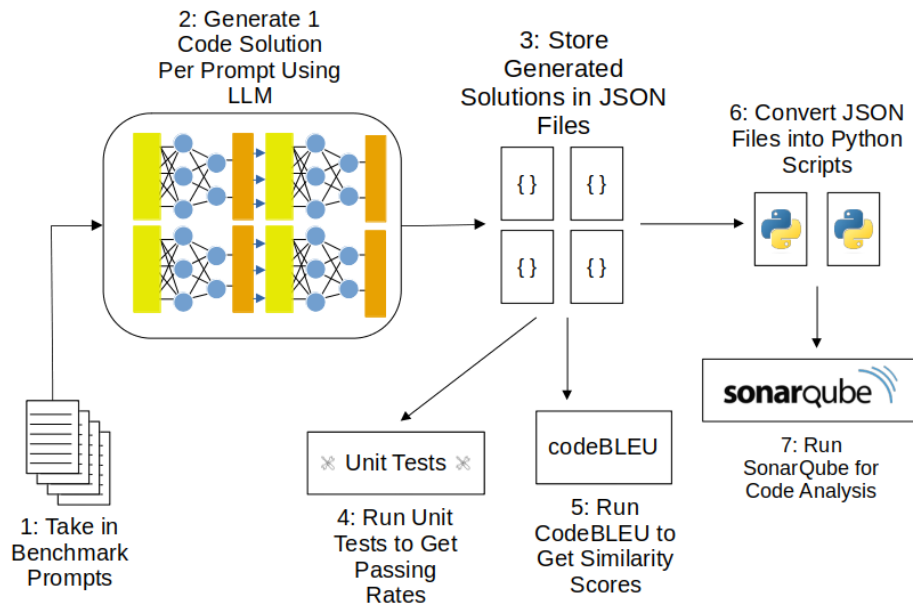 2: Generate 1
Code Solution
Per Prompt Using
LLM
3: Store
Generated
Solutions in JSON
Files
{ }
{ }
{ }
{ }
6: Convert JSON
Files into Python
Scripts
sonarqube
7: Run
SonarQube for
Code Analysis
Unit Tests
4: Run Unit
Tests to Get
Passing
Rates
codeBLEU
5: Run
CodeBLEU to
Get Similarity
Scores
1: Take in
Benchmark
Prompts